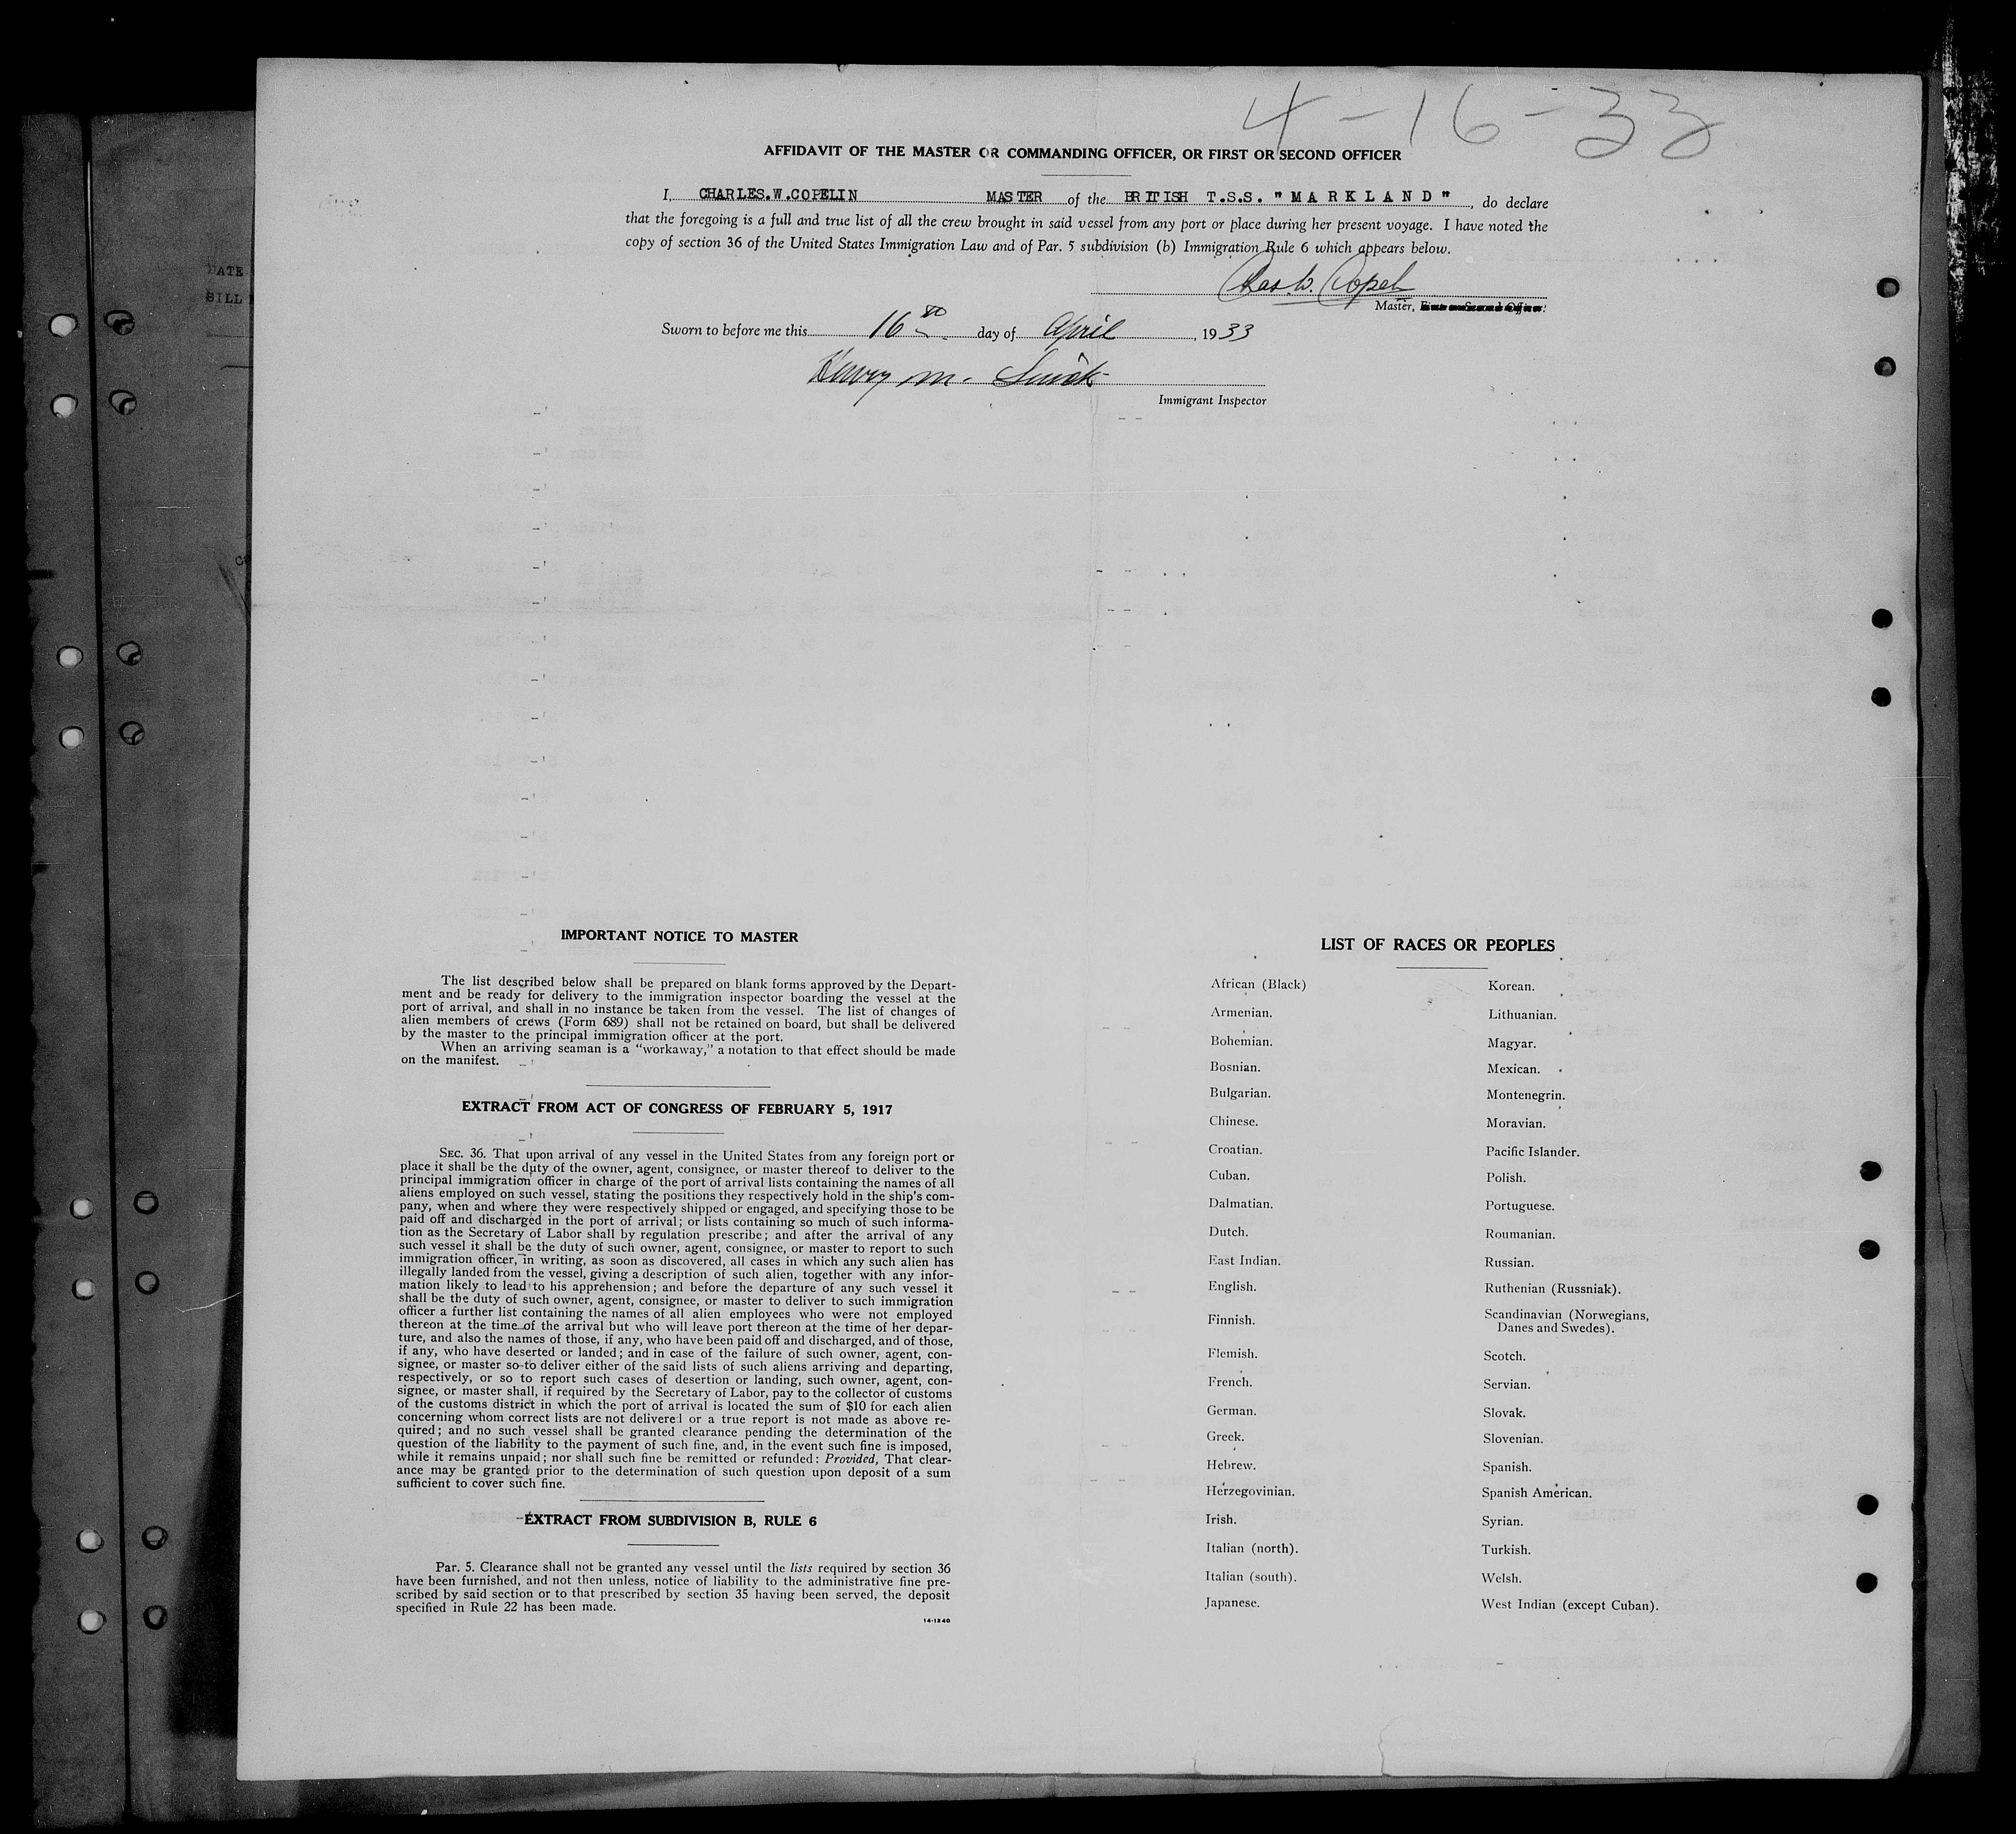 4-16-33
AFFIDAVIT OF THE MASTER OR COMMANDING OFFICER, OR FIRST OR SECOND OFFICER
I, CHARLES.W.COPELIN MASTER of the BRITISH T.S.S. "MARKLAND", do declare
that the foregoing is a full and true list of all the crew brought in said vessel from any port or place during her present voyage. I have noted the
copy of section 36 of the United States Immigration Law and of Par. 5 subdivision (b) Immigration Rule 6 which appears below.
Chas. W. Copel
Master, First or Second Officer.
Sworn to before me this 16 day of April, 1933
Henry M.
Immigrant Inspector
DATE
BILL
IMPORTANT NOTICE TO MASTER
The list described below shall be prepared on blank forms approved by the Depart-
ment and be ready for delivery to the immigration inspector boarding the vessel at the
port of arrival, and shall in no instance be taken from the vessel. The list of changes of
alien members of crews (Form 689) shall not be retained on board, but shall be delivered
by the master to the principal immigration officer at the port.
When an arriving seaman is a "workaway," a notation to that effect should be made
on the manifest.
EXTRACT FROM ACT OF CONGRESS OF FEBRUARY 5, 1917
SEC. 36. That upon arrival of any vessel in the United States from any foreign port or
place it shall be the duty of the owner, agent, consignee, or master thereof to deliver to the
principal immigration officer in charge of the port of arrival lists containing the names of all
aliens employed on such vessel, stating the positions they respectively hold in the ship's com-
pany, when and where they were respectively shipped or engaged, and specifying those to be
paid off and discharged in the port of arrival; or lists containing so much of such informa-
tion as the Secretary of Labor shall by regulation prescribe; and after the arrival of any
such vessel it shall be the duty of such owner, agent, consignee, or master to report to such
immigration officer, in writing, as soon as discovered, all cases in which any such alien has
illegally landed from the vessel, giving a description of such alien, together with any infor-
mation likely to lead to his apprehension; and before the departure of any such vessel it
shall be the duty of such owner, agent, consignee, or master to deliver to such immigration
officer a further list containing the names of all alien employees who were not employed
thereon at the time of the arrival but who will leave port thereon at the time of her depar-
ture, and also the names of those, if any, who have been paid off and discharged, and of those,
if any, who have deserted or landed; and in case of the failure of such owner, agent, con-
signee, or master so to deliver either of the said lists of such aliens arriving and departing,
respectively, or so to report such cases of desertion or landing, such owner, agent, con-
signee, or master shall, if required by the Secretary of Labor, pay to the collector of customs
of the customs district in which the port of arrival is located the sum of $10 for each alien
concerning whom correct lists are not delivered or a true report is not made as above re-
quired; and no such vessel shall be granted clearance pending the determination of the
question of the liability to the payment of such fine, and, in the event such fine is imposed,
while it remains unpaid; nor shall such fine be remitted or refunded: Provided, That clear-
ance may be granted prior to the determination of such question upon deposit of a sum
sufficient to cover such fine.
EXTRACT FROM SUBDIVISION B, RULE 6
Par. 5. Clearance shall not be granted any vessel until the lists required by section 36
have been furnished, and not then unless, notice of liability to the administrative fine pre-
scribed by said section or to that prescribed by section 35 having been served, the deposit
specified in Rule 22 has been made.
14-1240
LIST OF RACES OR PEOPLES
African (Black)
Armenian.
Bohemian.
Bosnian.
Bulgarian.
Chinese.
Croatian.
Cuban.
Dalmatian.
Dutch.
East Indian.
English.
Finnish.
Flemish.
French.
German.
Greek.
Hebrew.
Herzegovinian.
Irish.
Italian (north).
Italian (south).
Japanese.
Korean.
Lithuanian.
Magyar.
Mexican.
Montenegrin.
Moravian.
Pacific Islander.
Polish.
Portuguese.
Roumanian.
Russian.
Ruthenian (Russniak).
Scandinavian (Norwegians,
Danes and Swedes).
Scotch.
Servian.
Slovak.
Slovenian.
Spanish.
Spanish American.
Syrian.
Turkish.
Welsh.
West Indian (except Cuban).